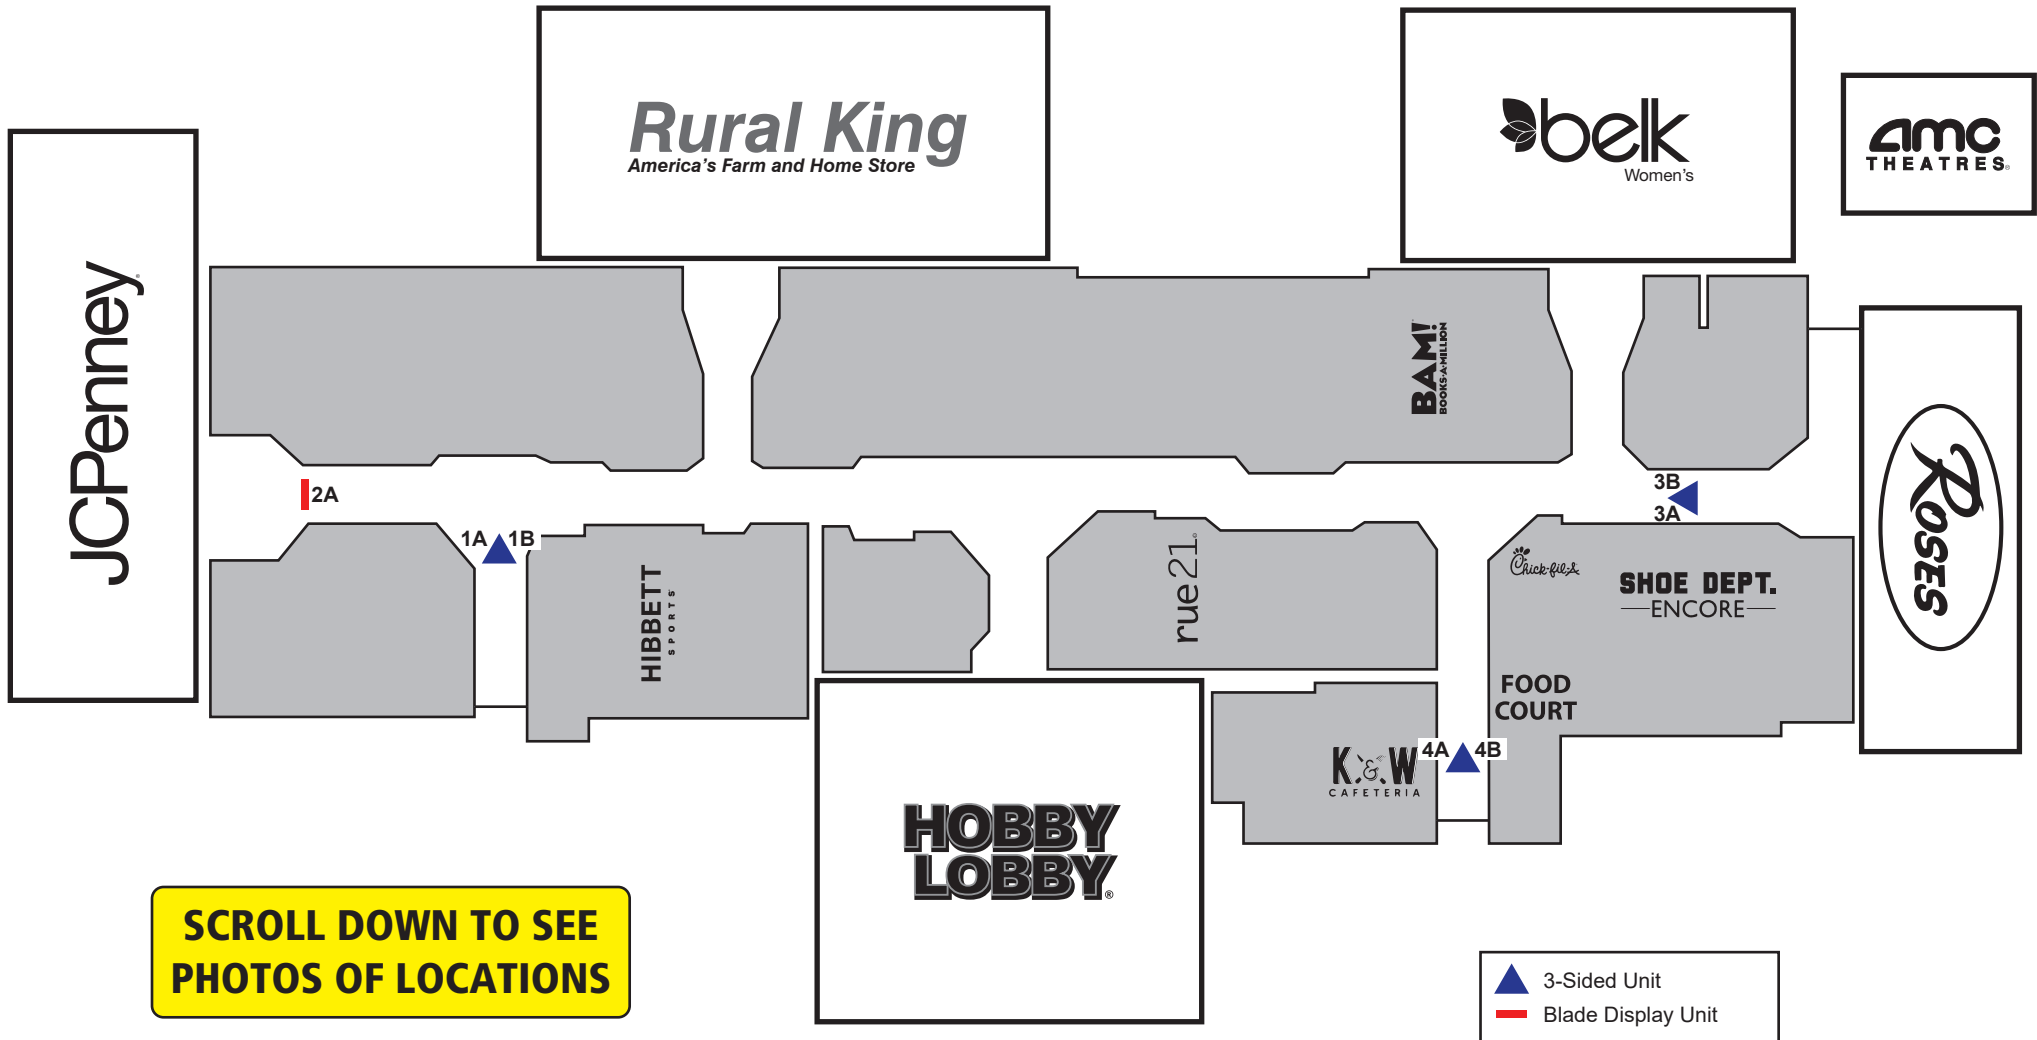 Rural King
America's Farm and Home Store
belk
Women's
amc
THEATRES
JCPenney
BAM!
BOOKS·A·MILLION
ROSES
2A
3B
3A
1A 1B
HIBBETT
SPORTS
rue21
Chick-fil-A
SHOE DEPT.
ENCORE
FOOD
COURT
K&W
CAFETERIA
4A 4B
HOBBY
LOBBY®
SCROLL DOWN TO SEE
PHOTOS OF LOCATIONS
3-Sided Unit
Blade Display Unit